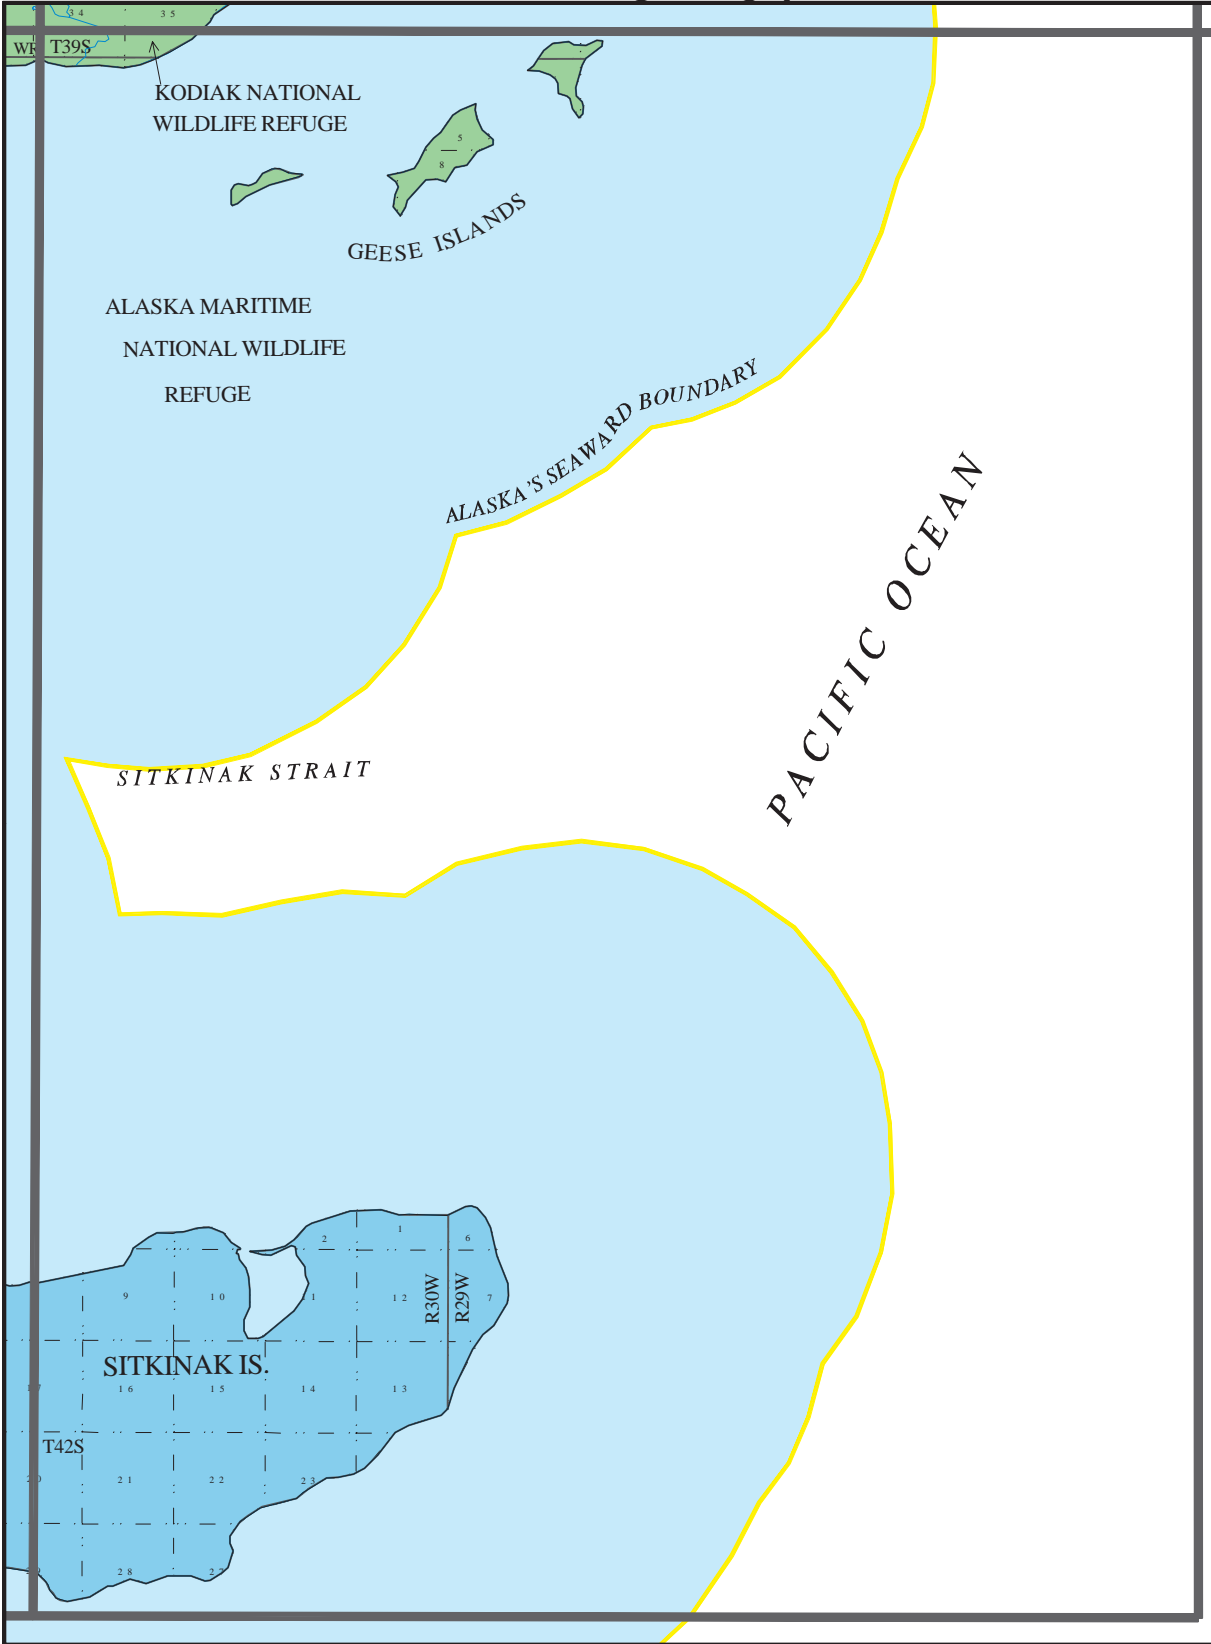 34 35
WR T39S
KODIAK NATIONAL
WILDLIFE REFUGE
5
8
GEESE ISLANDS
ALASKA MARITIME
NATIONAL WILDLIFE
REFUGE
ALASKA'S SEAWARD BOUNDARY
PACIFIC OCEAN
SITKINAK STRAIT
2 1 6
9 10 11 12 7
R30W R29W
SITKINAK IS.
16 15 14 13
T42S
21 22 23
28 27